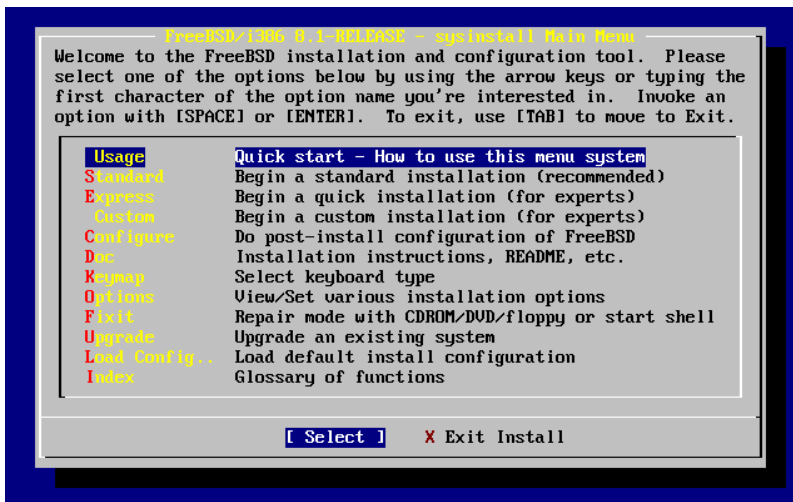 FreeBSD/i386 8.1-RELEASE - sysinstall Main Menu
Welcome to the FreeBSD installation and configuration tool.  Please
select one of the options below by using the arrow keys or typing the
first character of the option name you're interested in.  Invoke an
option with [SPACE] or [ENTER].  To exit, use [TAB] to move to Exit.
Usage Quick start - How to use this menu system
Standard Begin a standard installation (recommended)
Express Begin a quick installation (for experts)
Custom Begin a custom installation (for experts)
Configure Do post-install configuration of FreeBSD
Doc Installation instructions, README, etc.
Keymap Select keyboard type
Options View/Set various installation options
Fixit Repair mode with CDROM/DVD/floppy or start shell
Upgrade Upgrade an existing system
Load Config.. Load default install configuration
Index Glossary of functions
[ Select ] X Exit Install